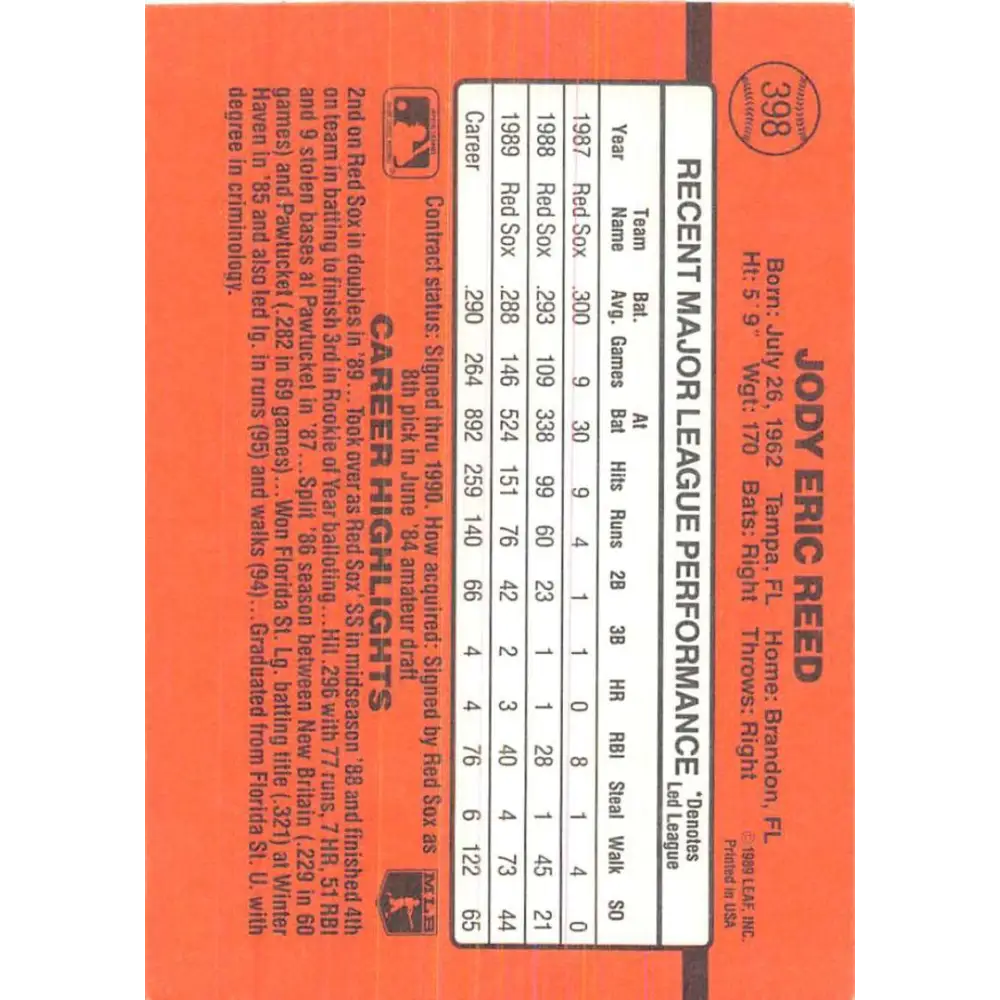 398
JODY ERIC REED
Born: July 26, 1962 Tampa, FL Home: Brandon, FL
Ht: 5' 9" Wgt: 170 Bats: Right Throws: Right
© 1989 LEAF, INC.
Printed in USA
RECENT MAJOR LEAGUE PERFORMANCE
*Denotes
Led League
Year Team Name Bat. Avg. Games At Bat Hits Runs 2B 3B HR RBI Steal Walk SO
1987 Red Sox .300 9 30 9 4 1 1 0 8 1 4 0
1988 Red Sox .293 109 338 99 60 23 1 1 28 1 45 21
1989 Red Sox .288 146 524 151 76 42 2 3 40 4 73 44
Career .290 264 892 259 140 66 4 4 76 6 122 65
Contract status: Signed thru 1990. How acquired: Signed by Red Sox as
8th pick in June '84 amateur draft
MLB
CAREER HIGHLIGHTS
2nd on Red Sox in doubles in '89...Took over as Red Sox' SS in midseason '88 and finished 4th
on team in batting to finish 3rd in Rookie of Year balloting...Hit .296 with 77 runs, 7 HR, 51 RBI
and 9 stolen bases at Pawtucket in '87...Split '86 season between New Britain (.229 in 60
games) and Pawtucket (.282 in 69 games)...Won Florida St. Lg. batting title (.321) at Winter
Haven in '85 and also led lg. in runs (95) and walks (94)...Graduated from Florida St. U. with
degree in criminology.